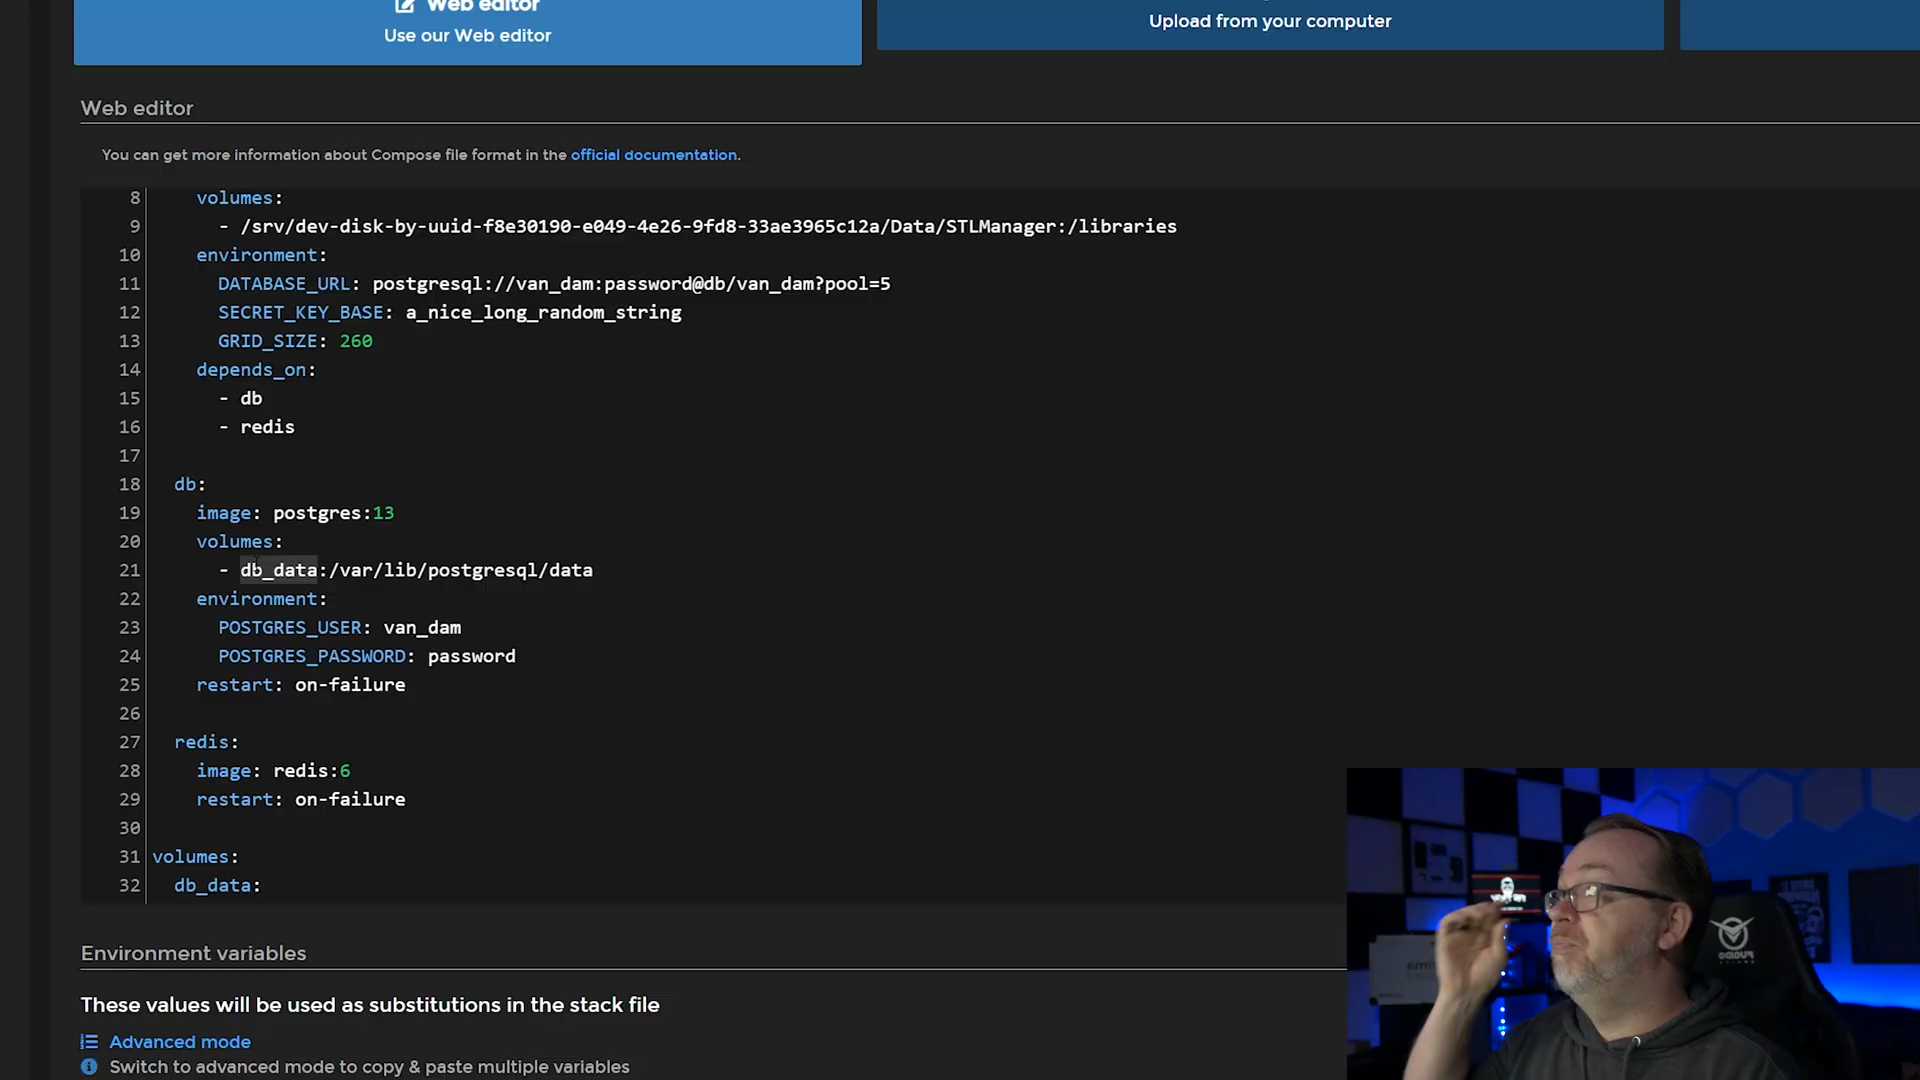 Web editor
Use our Web editor
Upload from your computer
Web editor
You can get more information about Compose file format in the official documentation.
8 volumes:
9 - /srv/dev-disk-by-uuid-f8e30190-e049-4e26-9fd8-33ae3965c12a/Data/STLManager:/libraries
10 environment:
11 DATABASE_URL: postgresql://van_dam:password@db/van_dam?pool=5
12 SECRET_KEY_BASE: a_nice_long_random_string
13 GRID_SIZE: 260
14 depends_on:
15 - db
16 - redis
17
18 db:
19 image: postgres:13
20 volumes:
21 - db_data:/var/lib/postgresql/data
22 environment:
23 POSTGRES_USER: van_dam
24 POSTGRES_PASSWORD: password
25 restart: on-failure
26
27 redis:
28 image: redis:6
29 restart: on-failure
30
31 volumes:
32 db_data:
Environment variables
These values will be used as substitutions in the stack file
Advanced mode
Switch to advanced mode to copy & paste multiple variables